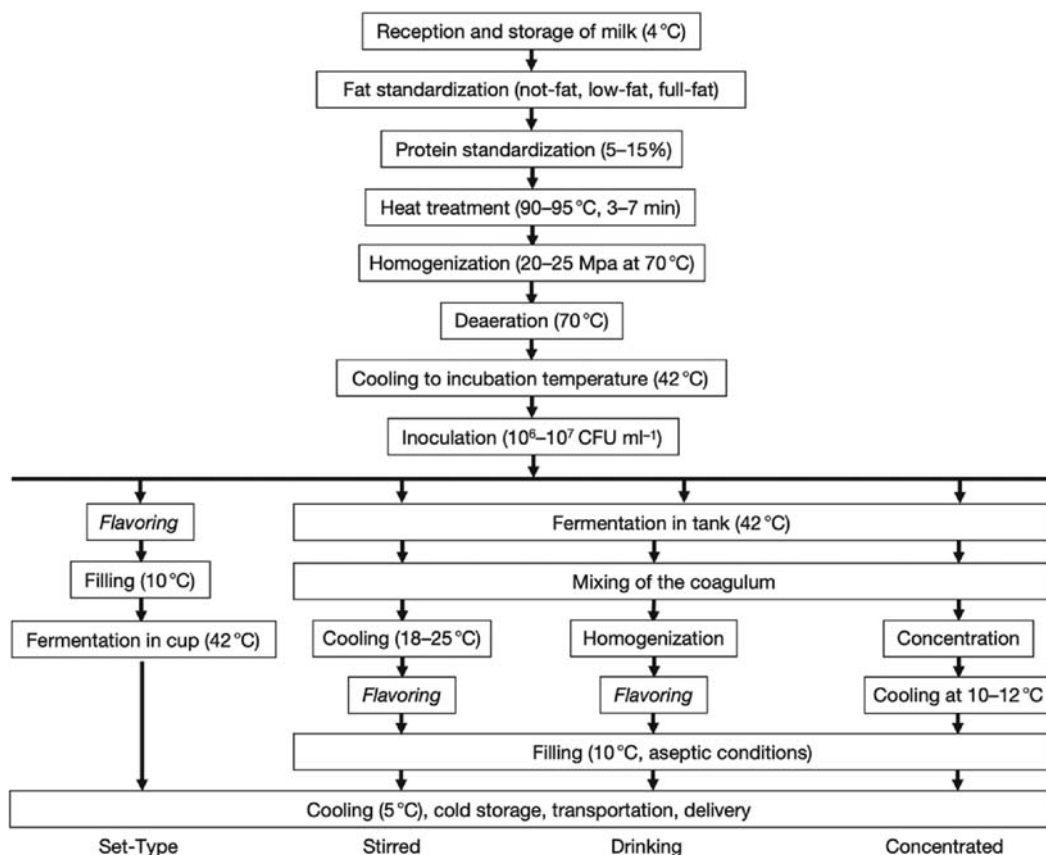 Reception and storage of milk (4 °C)
Fat standardization (not-fat, low-fat, full-fat)
Protein standardization (5–15%)
Heat treatment (90–95 °C, 3–7 min)
Homogenization (20–25 Mpa at 70 °C)
Deaeration (70 °C)
Cooling to incubation temperature (42 °C)
Inoculation (10⁶–10⁷ CFU ml⁻¹)
Flavoring
Fermentation in tank (42 °C)
Filling (10 °C)
Mixing of the coagulum
Fermentation in cup (42 °C)
Cooling (18–25 °C)
Homogenization
Concentration
Flavoring
Flavoring
Cooling at 10–12 °C
Filling (10 °C, aseptic conditions)
Cooling (5 °C), cold storage, transportation, delivery
Set-Type
Stirred
Drinking
Concentrated